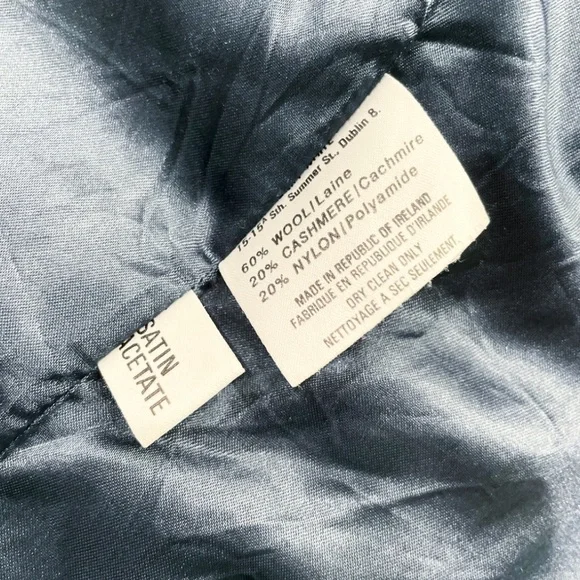 15-15ᴬ Sth. Summer St., Dublin 8.
60% WOOL/Laine
20% CASHMERE/Cachmire
20% NYLON/Polyamide
MADE IN REPUBLIC OF IRELAND
FABRIQUE EN REPUBLIQUE D'IRLANDE
DRY CLEAN ONLY
NETTOYAGE A SEC SEULEMENT.
SATIN
ACETATE